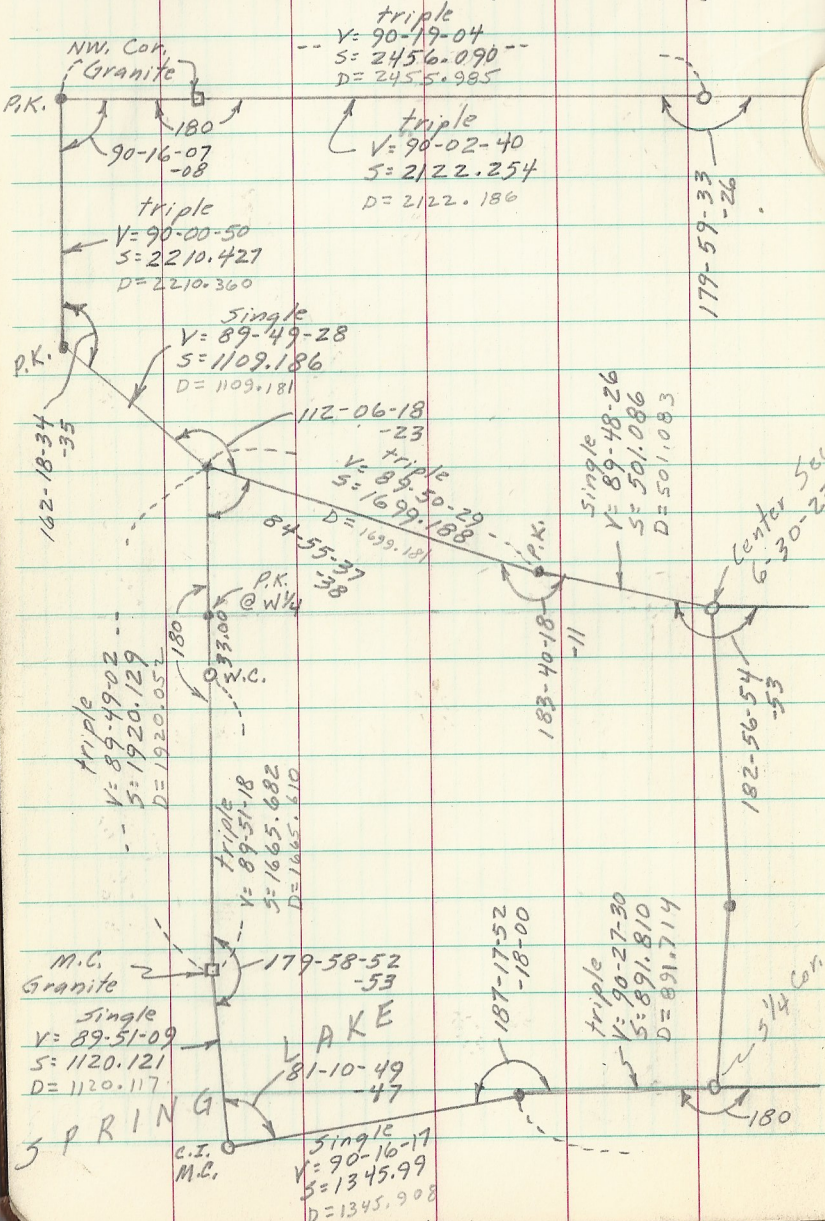 triple
V= 90-19-04
S= 2456.090
D= 2455.985
NW. Cor.
Granite
P.K.
180
90-16-07
-08
triple
V= 90-02-40
S= 2122.254
D= 2122.186
179-59-33
-26
triple
V= 90-00-50
S= 2210.427
D= 2210.360
Single
V= 89-49-28
S= 1109.186
D= 1109.181
P.K.
162-18-34
-35
112-06-18
-23
triple
V= 89-50-29
S= 1699.188
D= 1699.181
84-55-37
-38
P.K.
single
V= 89-48-26
S= 501.086
D= 501.083
Center
6-30-
183-40-18
-11
182-56-54
-53
P.K.
@ W1/4
180
33.00
W.C.
triple
V= 89-49-02
S= 1920.129
D= 1920.052
triple
V= 89-51-18
S= 1665.682
D= 1665.610
M.C.
Granite
179-58-52
-53
single
V= 89-51-09
S= 1120.121
D= 1120.117
81-10-49
-47
187-17-52
-18-00
triple
V= 90-27-30
S= 891.810
D= 891.714
S 1/4 Cor.
180
SPRING LAKE
C.I.
M.C.
Single
V= 90-16-17
S= 1345.99
D= 1345.908